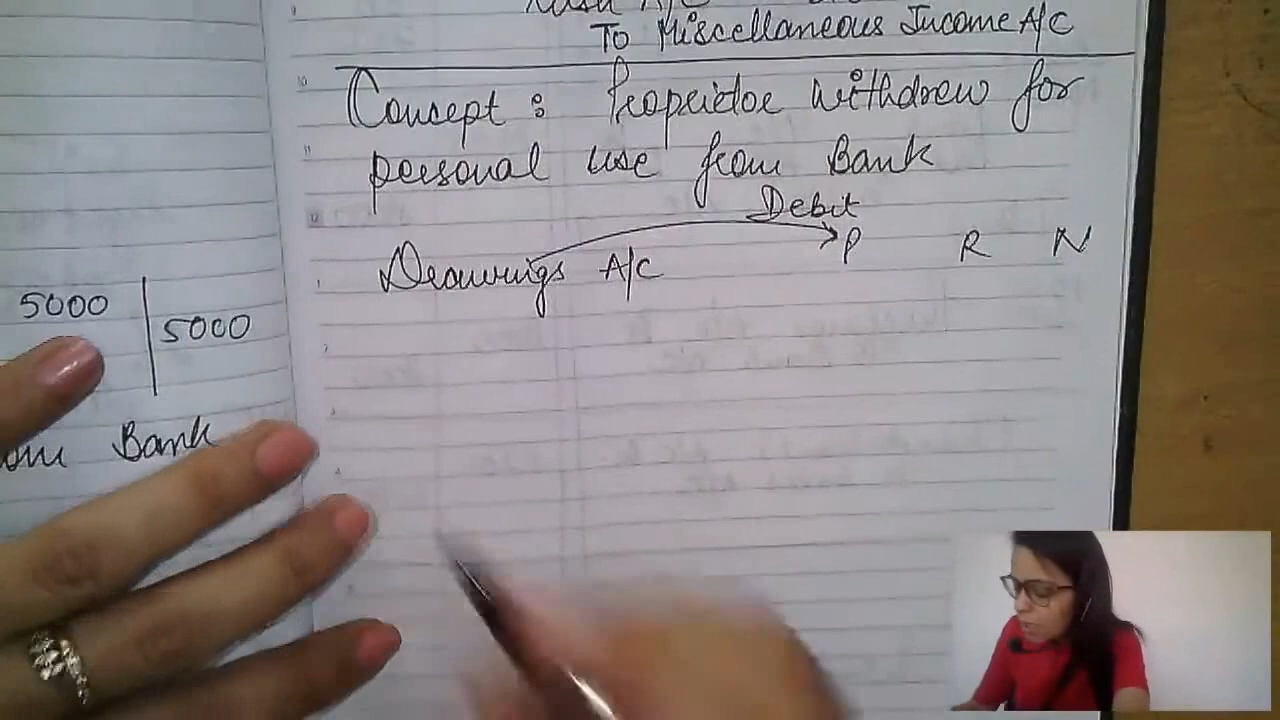 5000
5000
Bank
To Miscellaneous Income A/C
Concept : Proprietor withdrew for
personal use from Bank
Debit
Drawings A/C P R N